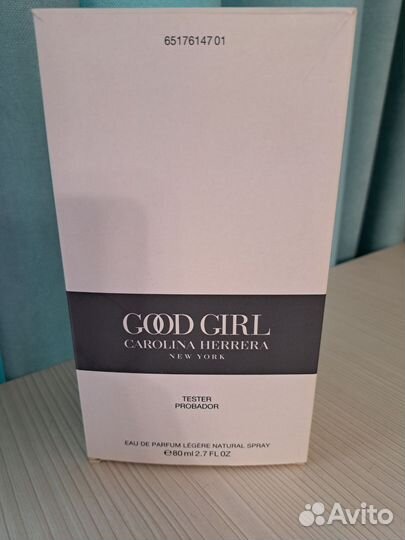 6517614701
GOOD GIRL
CAROLINA HERRERA
NEW YORK
TESTER
PROBADOR
EAU DE PARFUM LÉGÈRE NATURAL SPRAY
℮80 ml 2.7 FL OZ
Avito